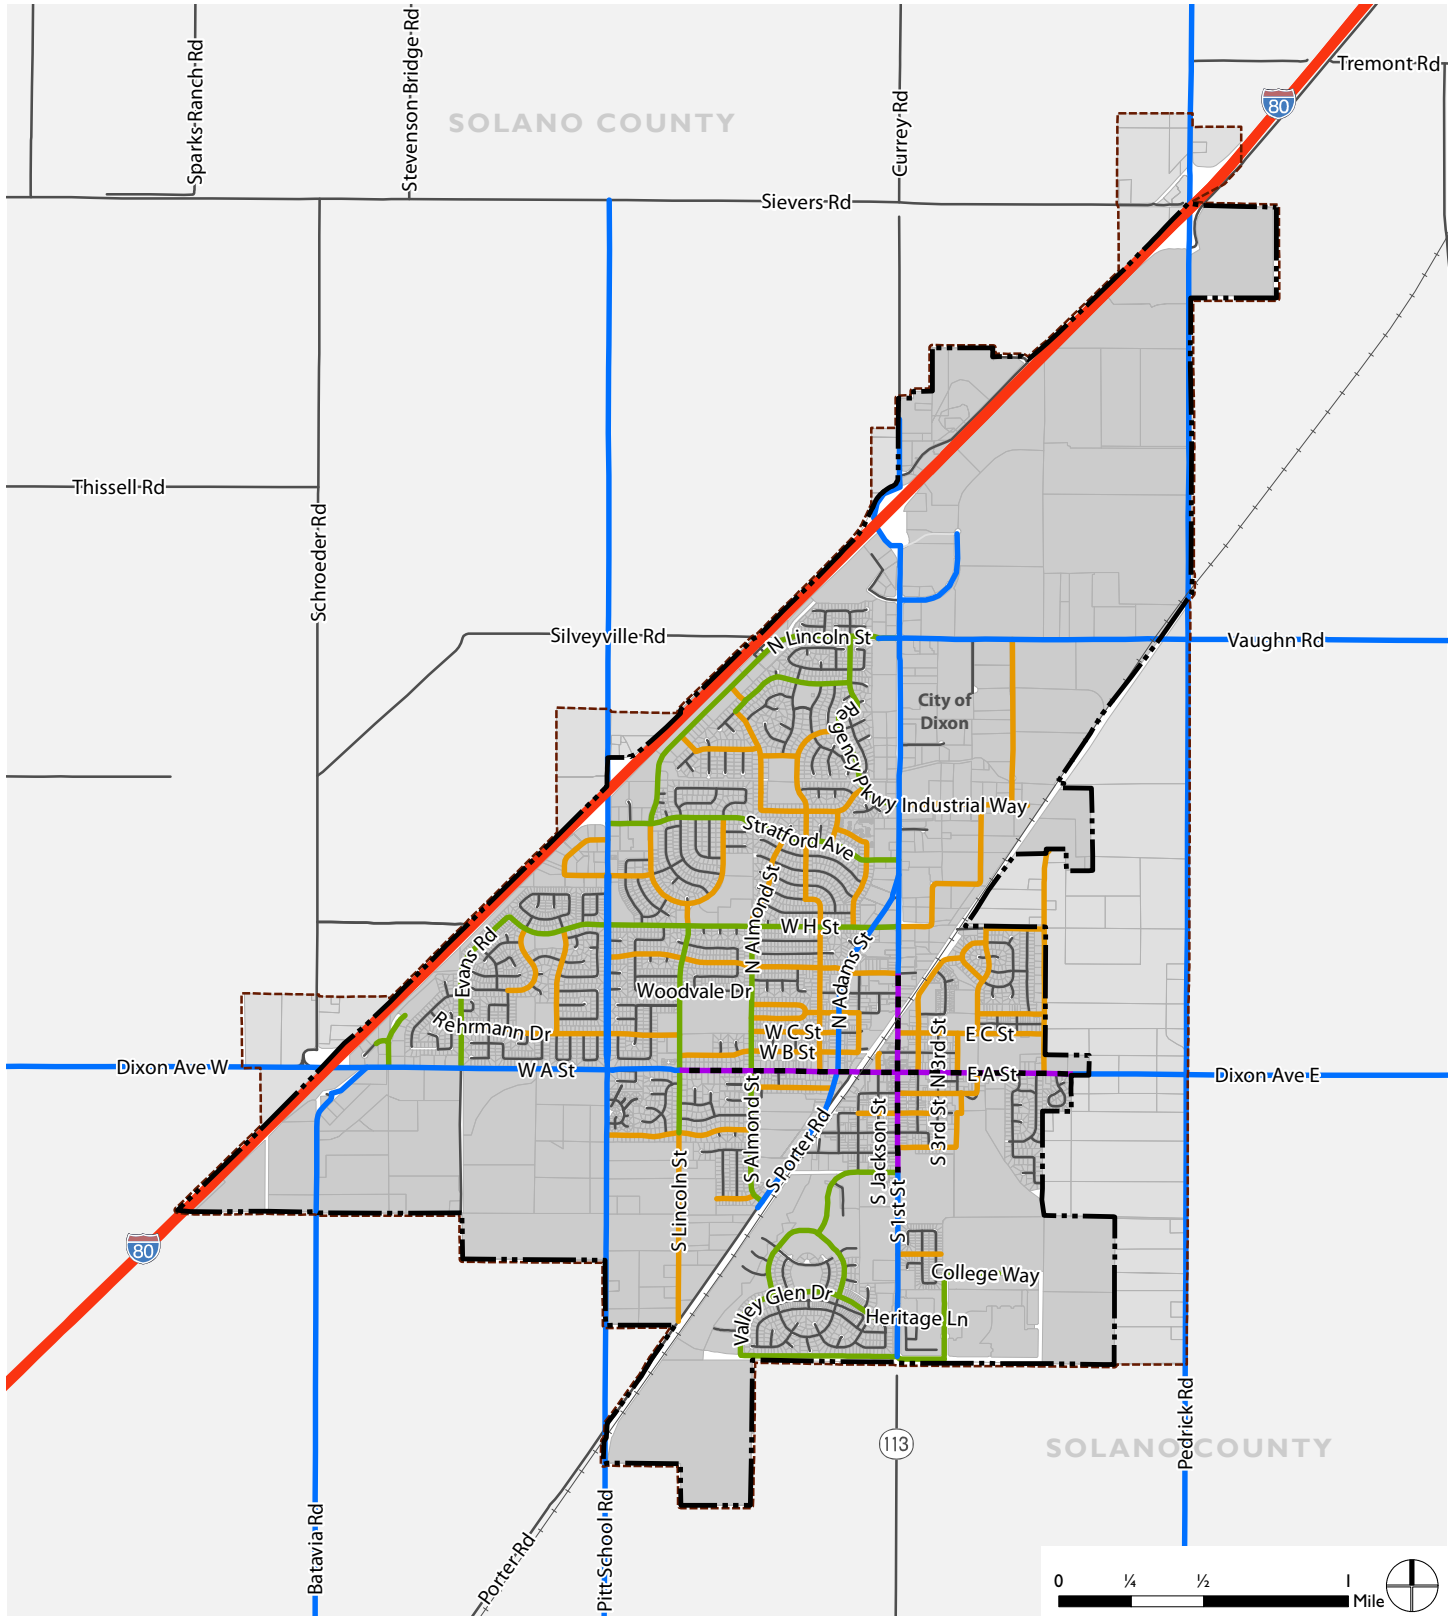 Sparks Ranch Rd
Stevenson Bridge Rd
Currey Rd
Tremont Rd
80
SOLANO COUNTY
Sievers Rd
Thissell Rd
Schroeder Rd
Silveyville Rd
N Lincoln St
Vaughn Rd
City of
Dixon
Regency Pkwy
Industrial Way
Stratford Ave
N Almond St
W H St
Evans Rd
N Adams St
Woodvale Dr
Rehrmann Dr
W C St
W B St
N 3rd St
E C St
Dixon Ave W
W A St
E A St
Dixon Ave E
S Almond St
S Porter Rd
S Jackson St
S 3rd St
S Lincoln St
S 1st St
80
College Way
Valley Glen Dr
Heritage Ln
113
SOLANO COUNTY
Pedrick Rd
Batavia Rd
Pitt School Rd
Porter Rd
0 ¼ ½ 1
Mile